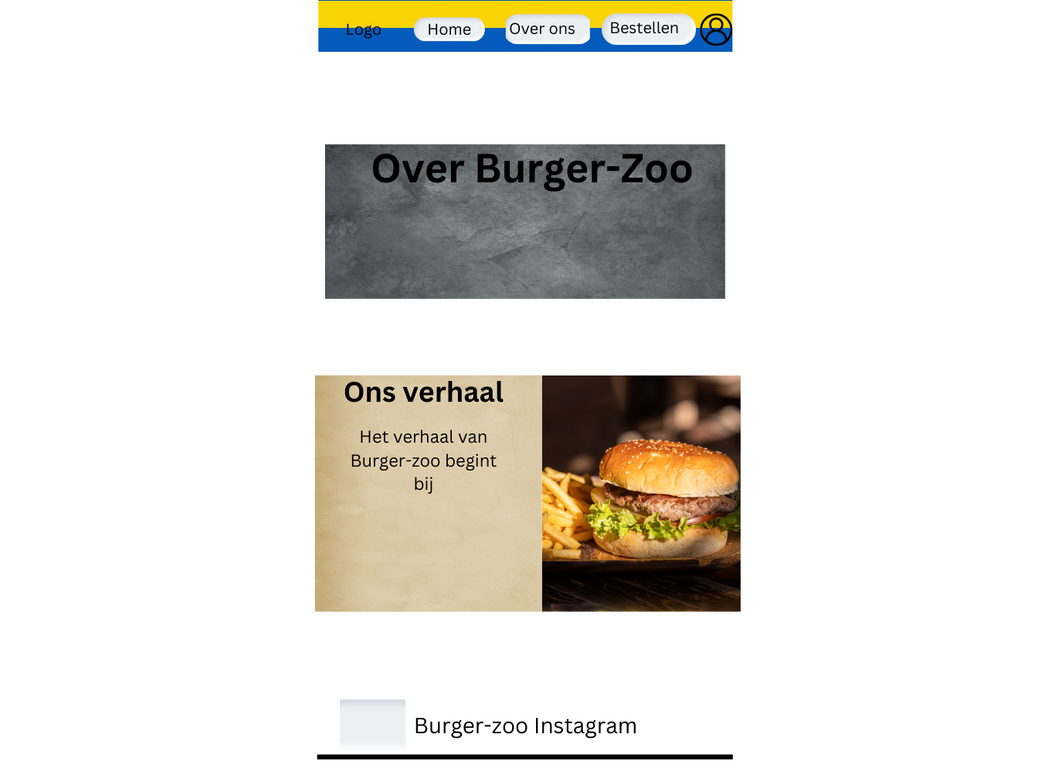 Logo
Home
Over ons
Bestellen
Over Burger-Zoo
Ons verhaal
Het verhaal van
Burger-zoo begint
bij
Burger-zoo Instagram